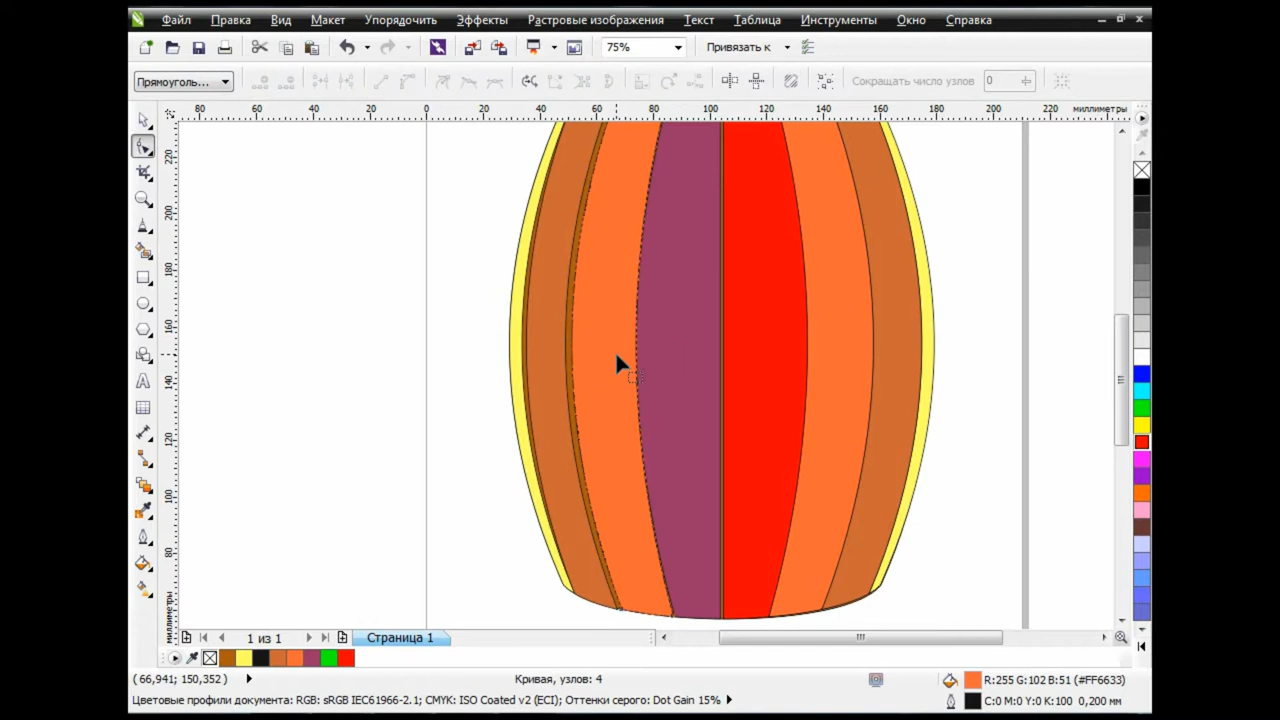 Файл Правка Вид Макет Упорядочить Эффекты Растровые изображения Текст Таблица Инструменты Окно Справка
75% Привязать к
Прямоуголь... Сокращать число узлов 0
80 60 40 20 0 20 40 60 80 100 120 140 160 180 200 220 миллиметры
220
200
180
160
140
120
100
80
миллиметры
1 из 1 Страница 1
( 66,941; 150,352 ) Кривая, узлов: 4 R:255 G:102 B:51 (#FF6633)
Цветовые профили документа: RGB: sRGB IEC61966-2.1; CMYK: ISO Coated v2 (ECI); Оттенки серого: Dot Gain 15% C:0 M:0 Y:0 K:100 0,200 мм